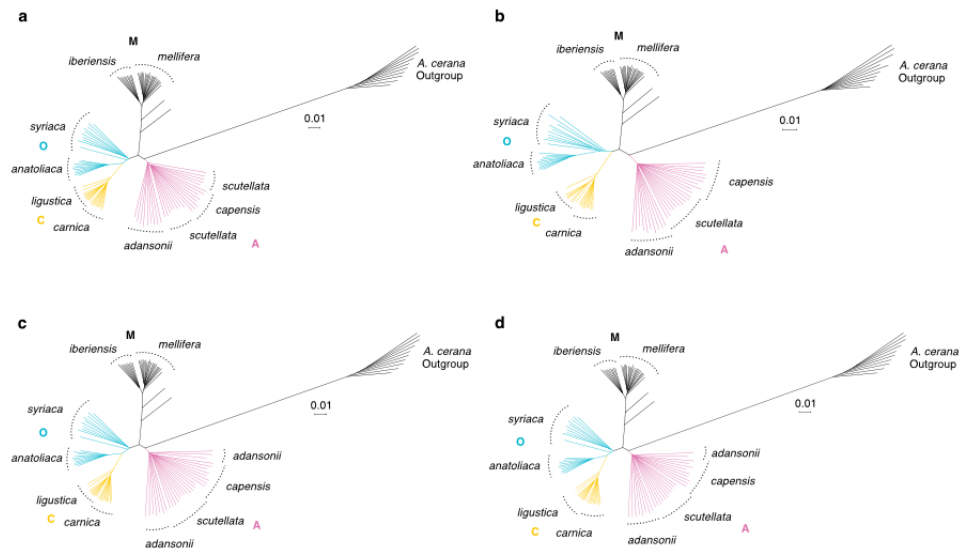 a
M
iberiensis
mellifera
A. cerana
Outgroup
0.01
syriaca
O
anatoliaca
ligustica
C
carnica
scutellata
capensis
scutellata
adansonii
A
b
M
iberiensis
mellifera
A. cerana
Outgroup
0.01
syriaca
O
anatoliaca
ligustica
C
carnica
capensis
scutellata
adansonii
A
c
M
iberiensis
mellifera
A. cerana
Outgroup
0.01
syriaca
O
anatoliaca
ligustica
C
carnica
adansonii
capensis
scutellata
A
adansonii
d
M
iberiensis
mellifera
A. cerana
Outgroup
0.01
syriaca
O
anatoliaca
ligustica
C
carnica
adansonii
capensis
scutellata
A
adansonii